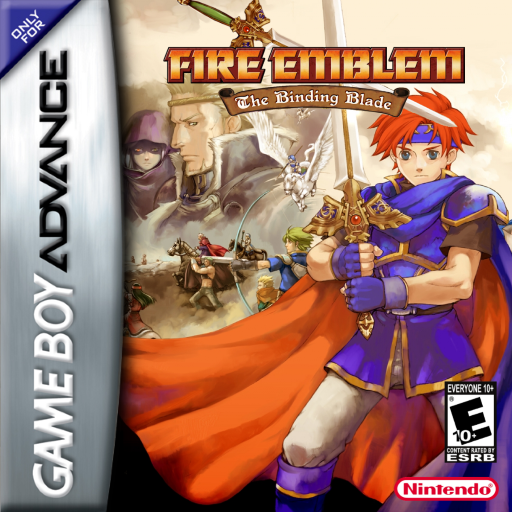 ONLY
FOR
GAME BOY ADVANCE
FIRE EMBLEM
The Binding Blade
EVERYONE 10+
E
10+
CONTENT RATED BY
ESRB
Nintendo